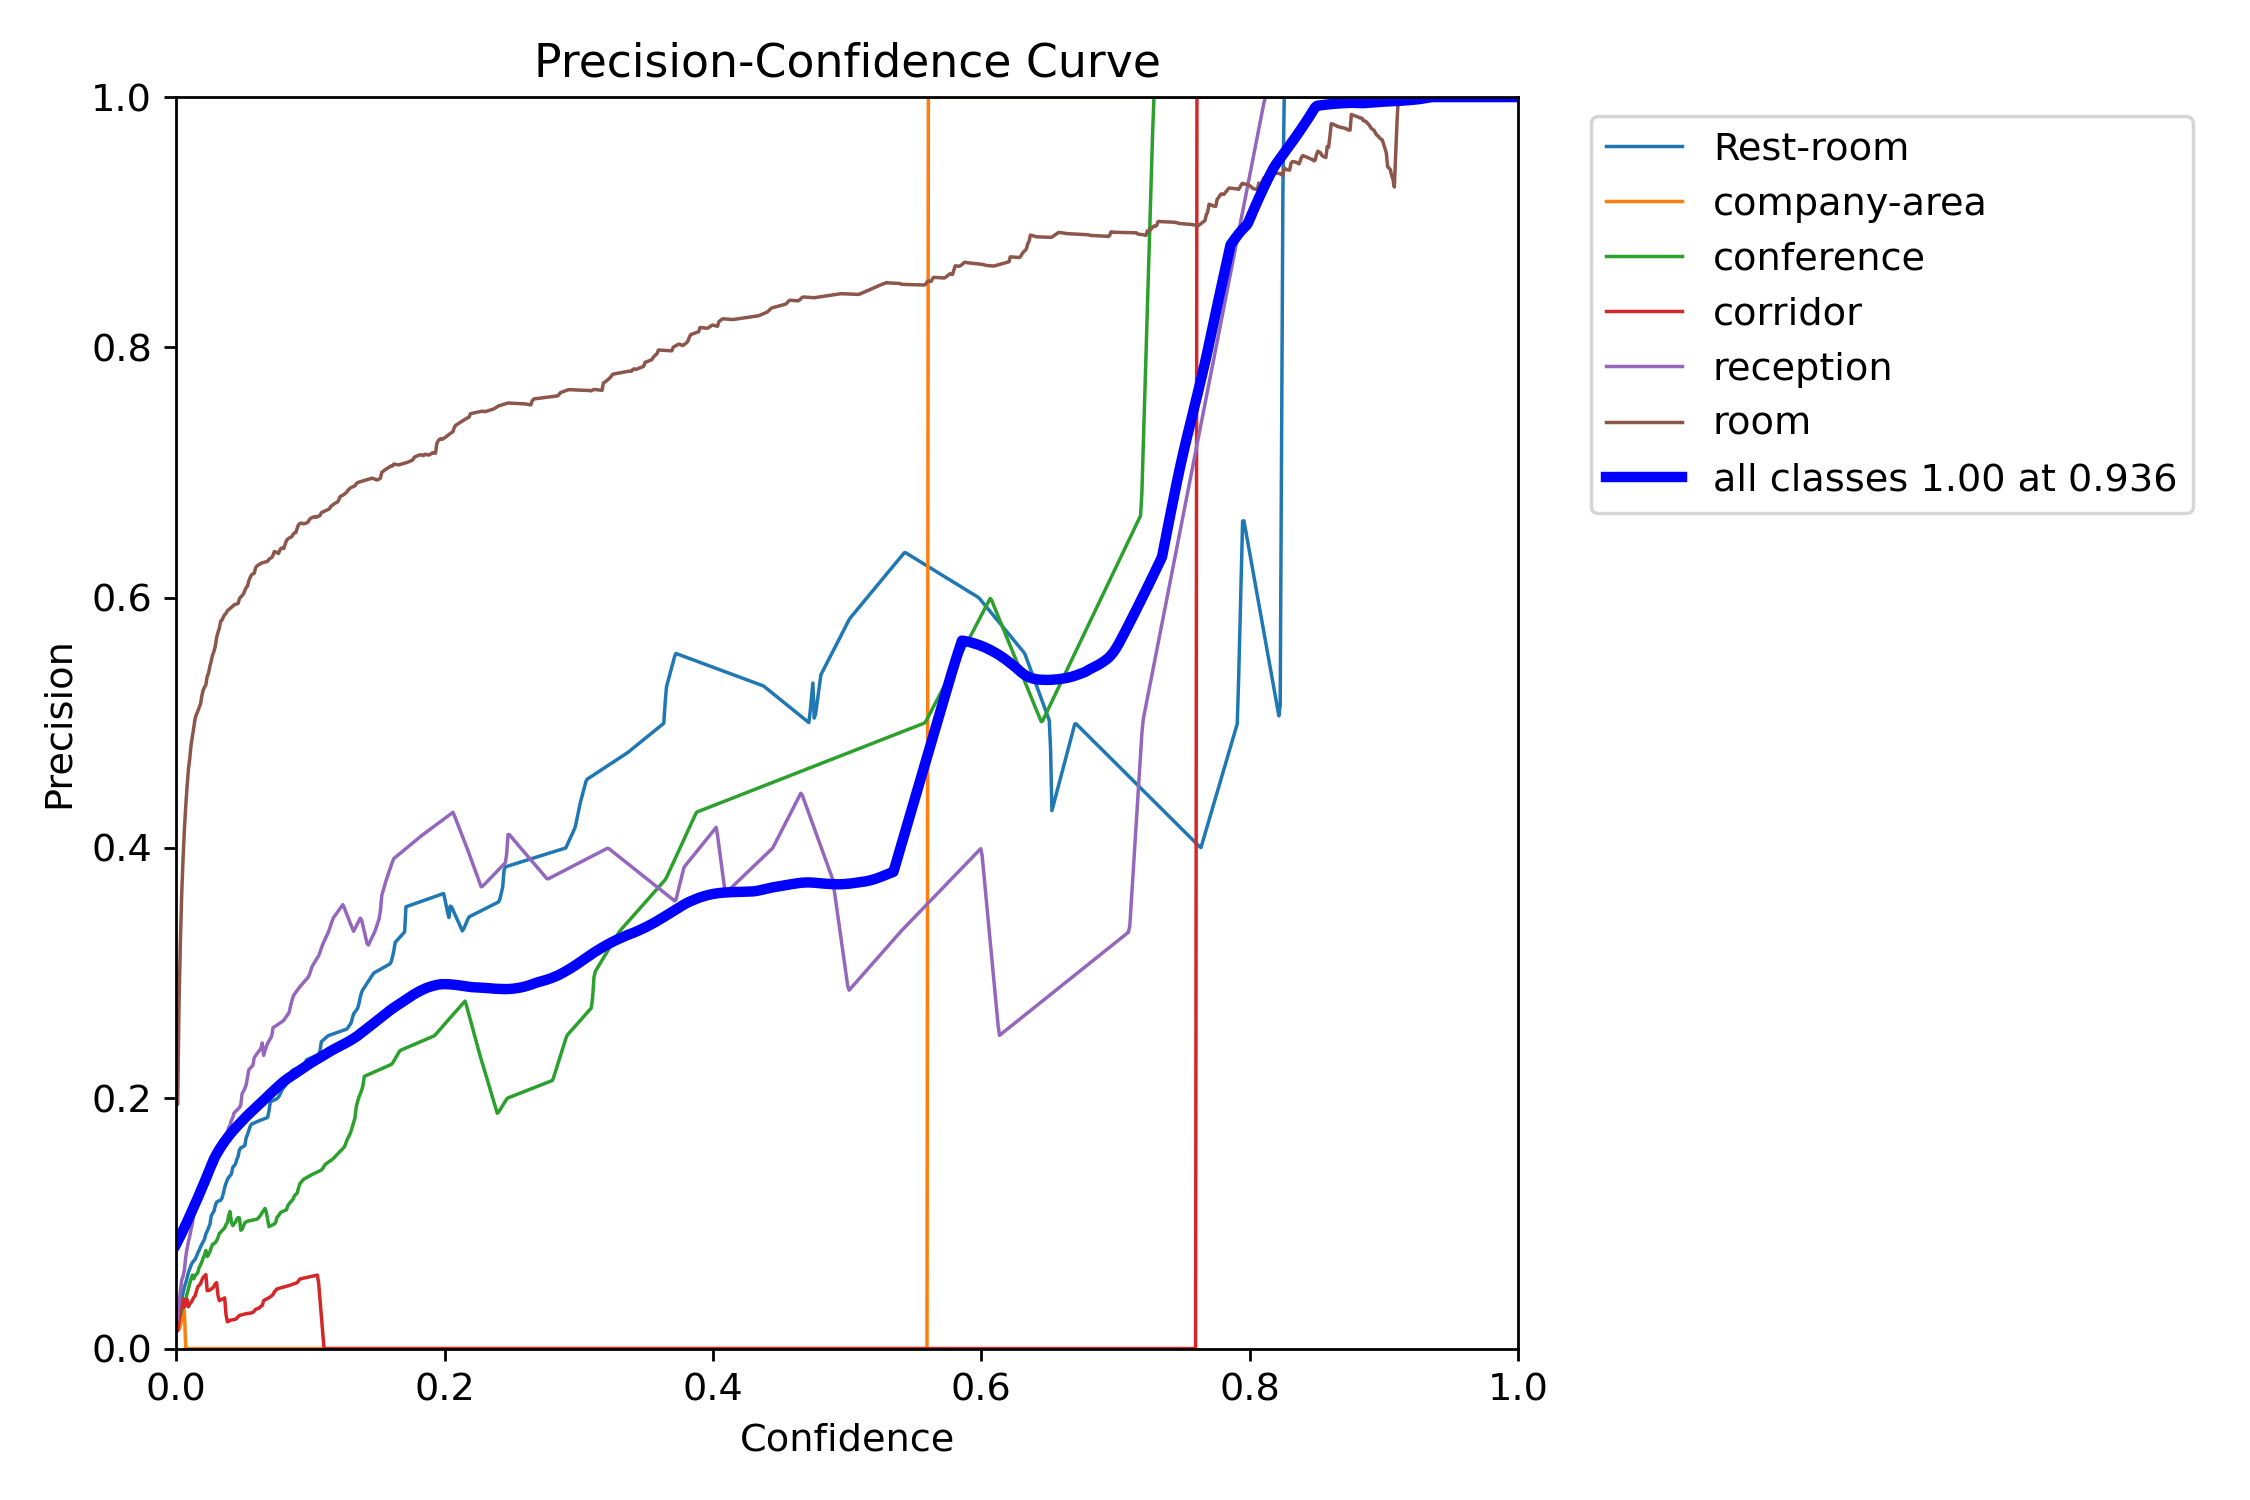 Precision-Confidence Curve
1.0
0.8
0.6
0.4
0.2
0.0
Precision
0.0 0.2 0.4 0.6 0.8 1.0
Confidence
Rest-room
company-area
conference
corridor
reception
room
all classes 1.00 at 0.936